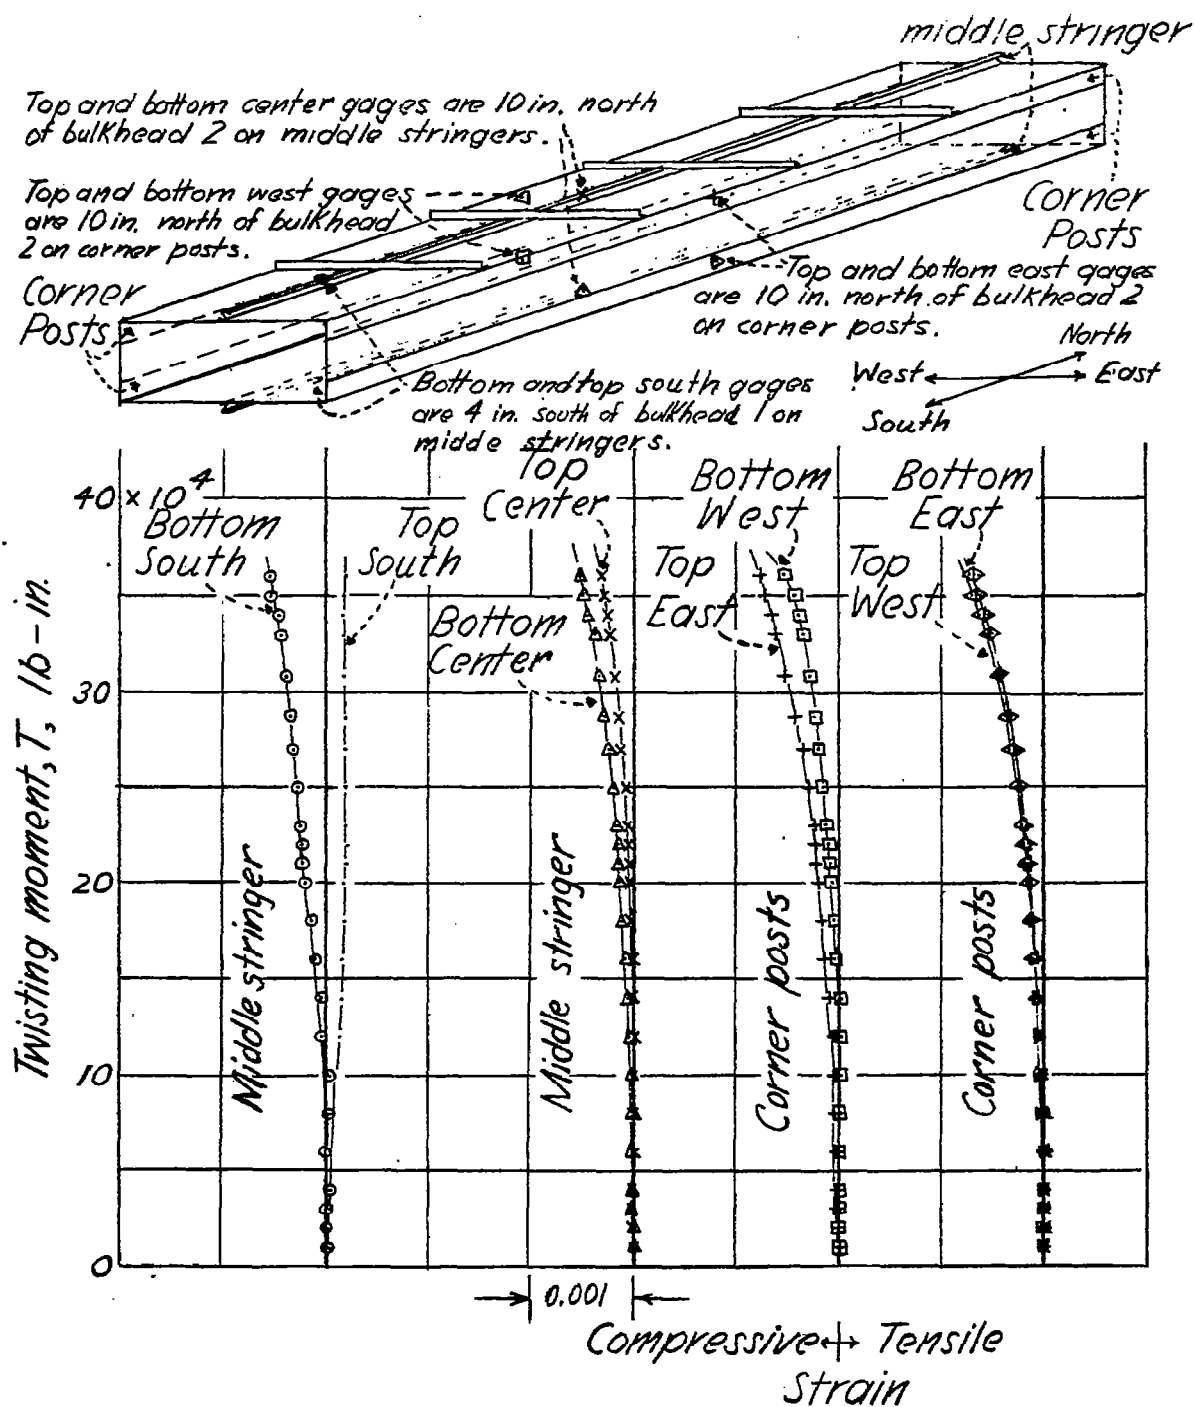 middle stringer
Top and bottom center gages are 10 in. north
of bulkhead 2 on middle stringers.
Top and bottom west gages
are 10 in. north of bulkhead
2 on corner posts.
Corner
Posts
Corner
Posts
Top and bottom east gages
are 10 in. north of bulkhead 2
on corner posts.
North
West
East
South
Bottom and top south gages
are 4 in. south of bulkhead 1 on
midde stringers.
40 × 10⁴
Bottom
South
Top
South
Top
Center
Bottom
Center
Bottom
West
Top
East
Bottom
East
Top
West
30
20
10
0
Twisting moment, T, lb-in.
Middle stringer
Middle stringer
Corner posts
Corner posts
0.001
Compressive ↔ Tensile
Strain